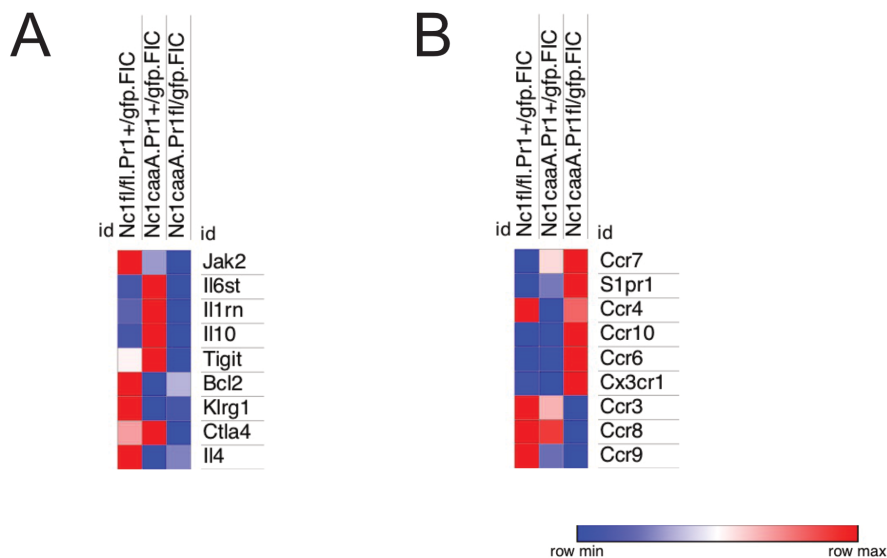 A
B
Nc1fl/fl.Pr1+/gfp.FIC
Nc1caaA.Pr1+/gfp.FIC
Nc1caaA.Pr1fl/gfp.FIC
id
id
Jak2
Il6st
Il1rn
Il10
Tigit
Bcl2
Klrg1
Ctla4
Il4
Nc1fl/fl.Pr1+/gfp.FIC
Nc1caaA.Pr1+/gfp.FIC
Nc1caaA.Pr1fl/gfp.FIC
id
id
Ccr7
S1pr1
Ccr4
Ccr10
Ccr6
Cx3cr1
Ccr3
Ccr8
Ccr9
row min
row max